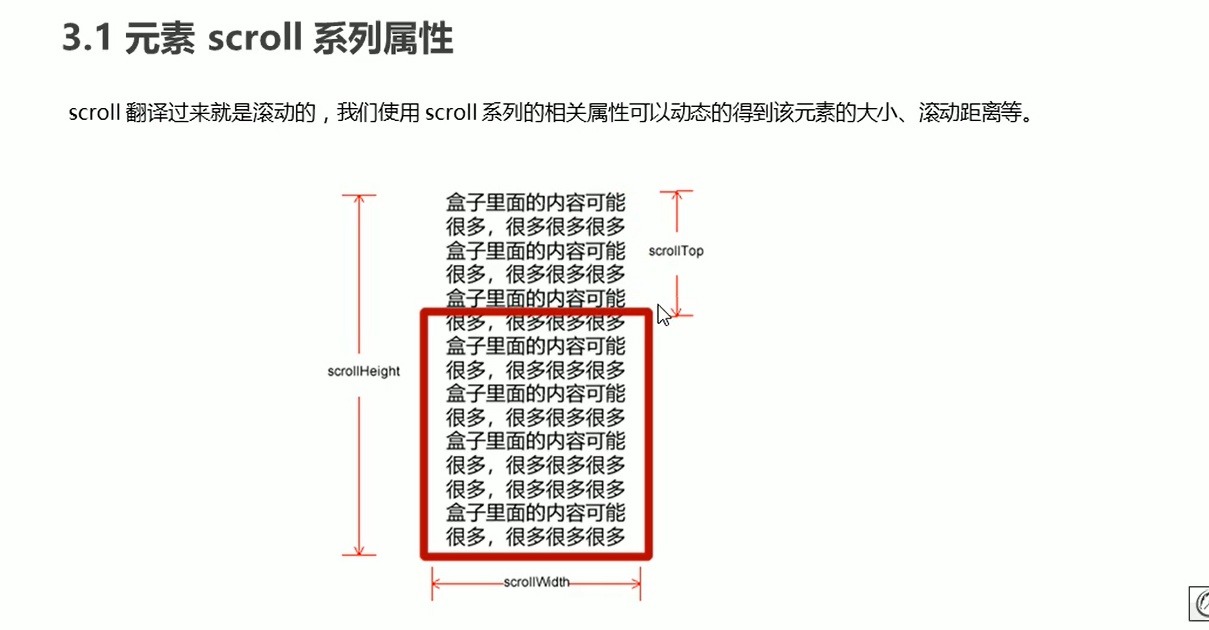 3.1 元素 scroll 系列属性
scroll 翻译过来就是滚动的，我们使用 scroll 系列的相关属性可以动态的得到该元素的大小、滚动距离等。
盒子里面的内容可能
很多，很多很多很多
盒子里面的内容可能
scrollTop
很多，很多很多很多
盒子里面的内容可能
很多，很多很多很多
盒子里面的内容可能
scrollHeight
很多，很多很多很多
盒子里面的内容可能
很多，很多很多很多
盒子里面的内容可能
很多，很多很多很多
很多，很多很多很多
盒子里面的内容可能
很多，很多很多很多
scrollWidth